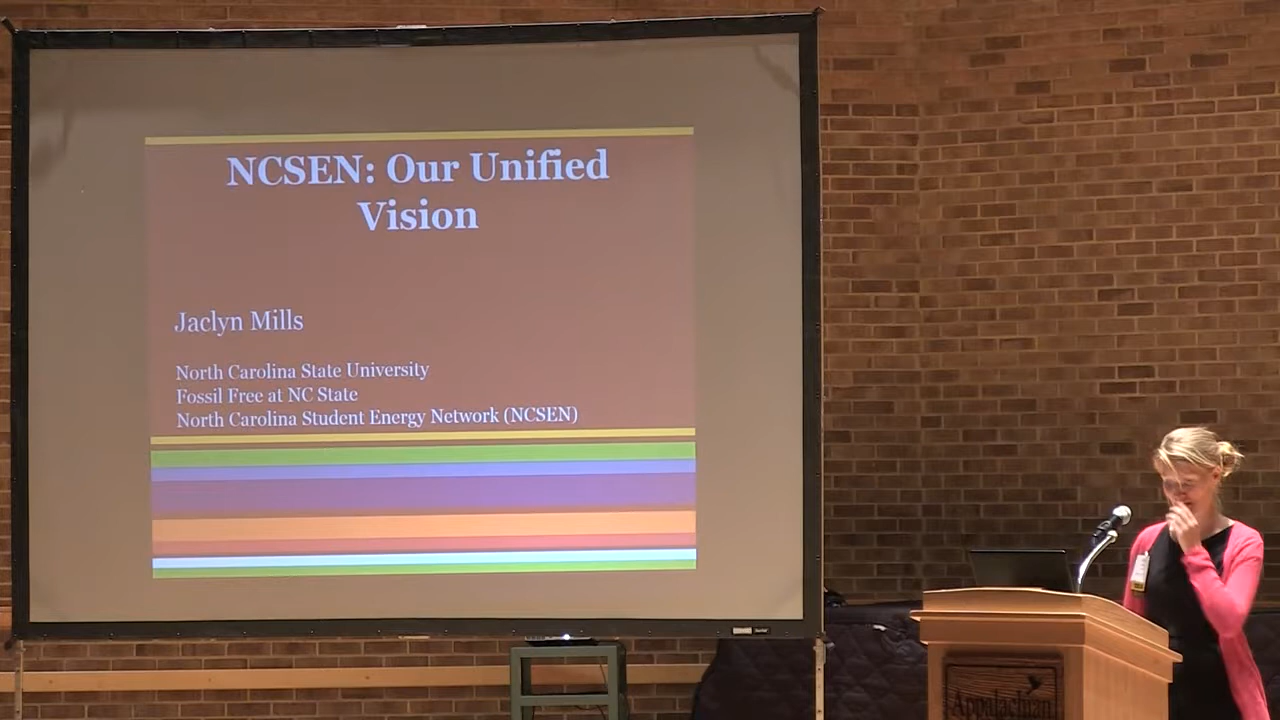 NCSEN: Our Unified
Vision
Jaclyn Mills
North Carolina State University
Fossil Free at NC State
North Carolina Student Energy Network (NCSEN)
Appalachian